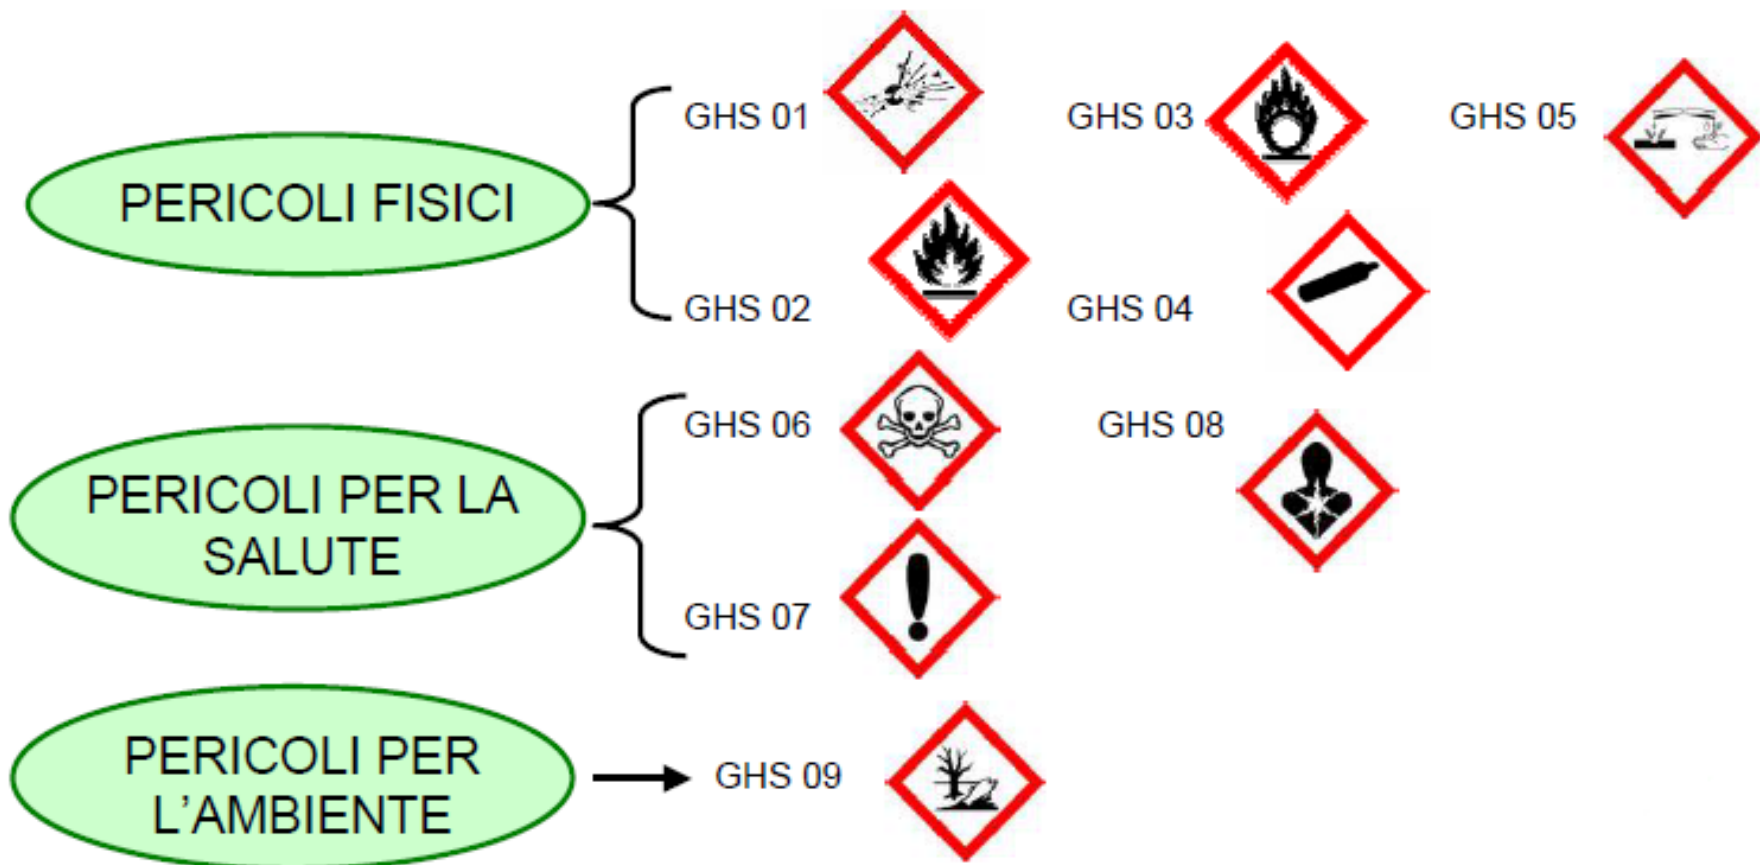 PERICOLI FISICI
GHS 01
GHS 03
GHS 05
GHS 02
GHS 04
PERICOLI PER LA
SALUTE
GHS 06
GHS 08
GHS 07
PERICOLI PER
L'AMBIENTE
GHS 09